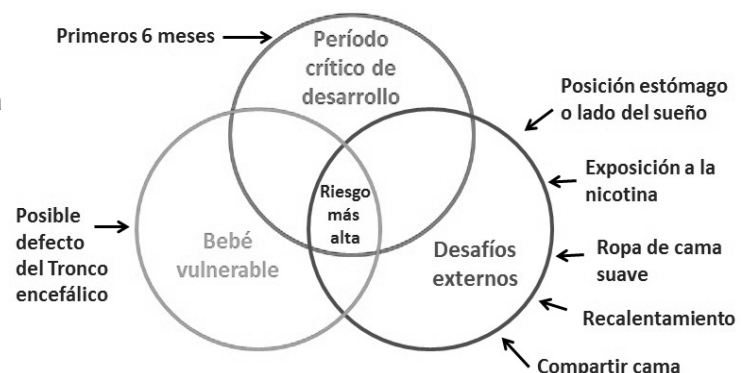 Primeros 6 meses
Período
crítico de
desarrollo
Posición estómago
o lado del sueño
Exposición a la
nicotina
Riesgo
más
alta
Posible
defecto
del Tronco
encefálico
Bebé
vulnerable
Desafíos
externos
Ropa de cama
suave
Recalentamiento
Compartir cama